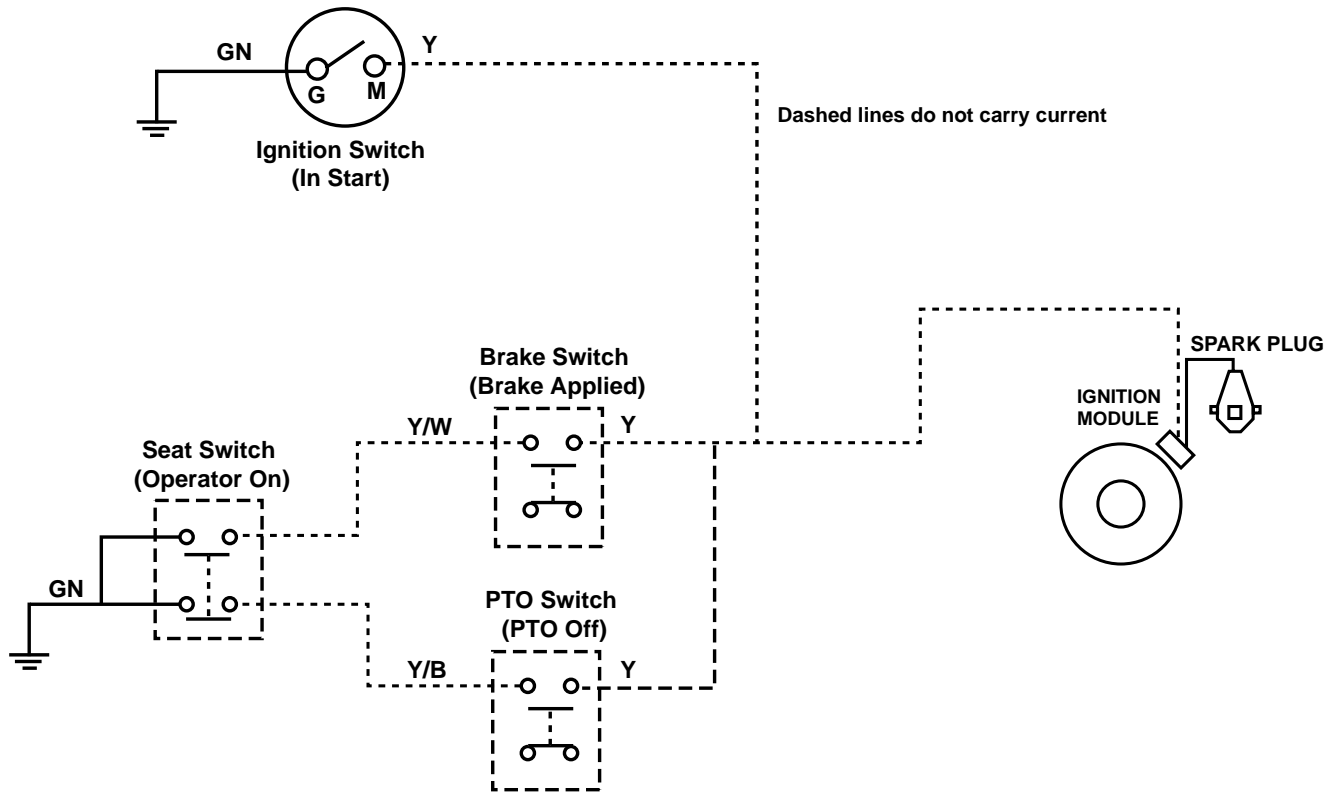 GN
Y
G
M
Ignition Switch
(In Start)
Dashed lines do not carry current
SPARK PLUG
IGNITION
MODULE
Brake Switch
(Brake Applied)
Y/W
Y
Seat Switch
(Operator On)
GN
PTO Switch
(PTO Off)
Y/B
Y